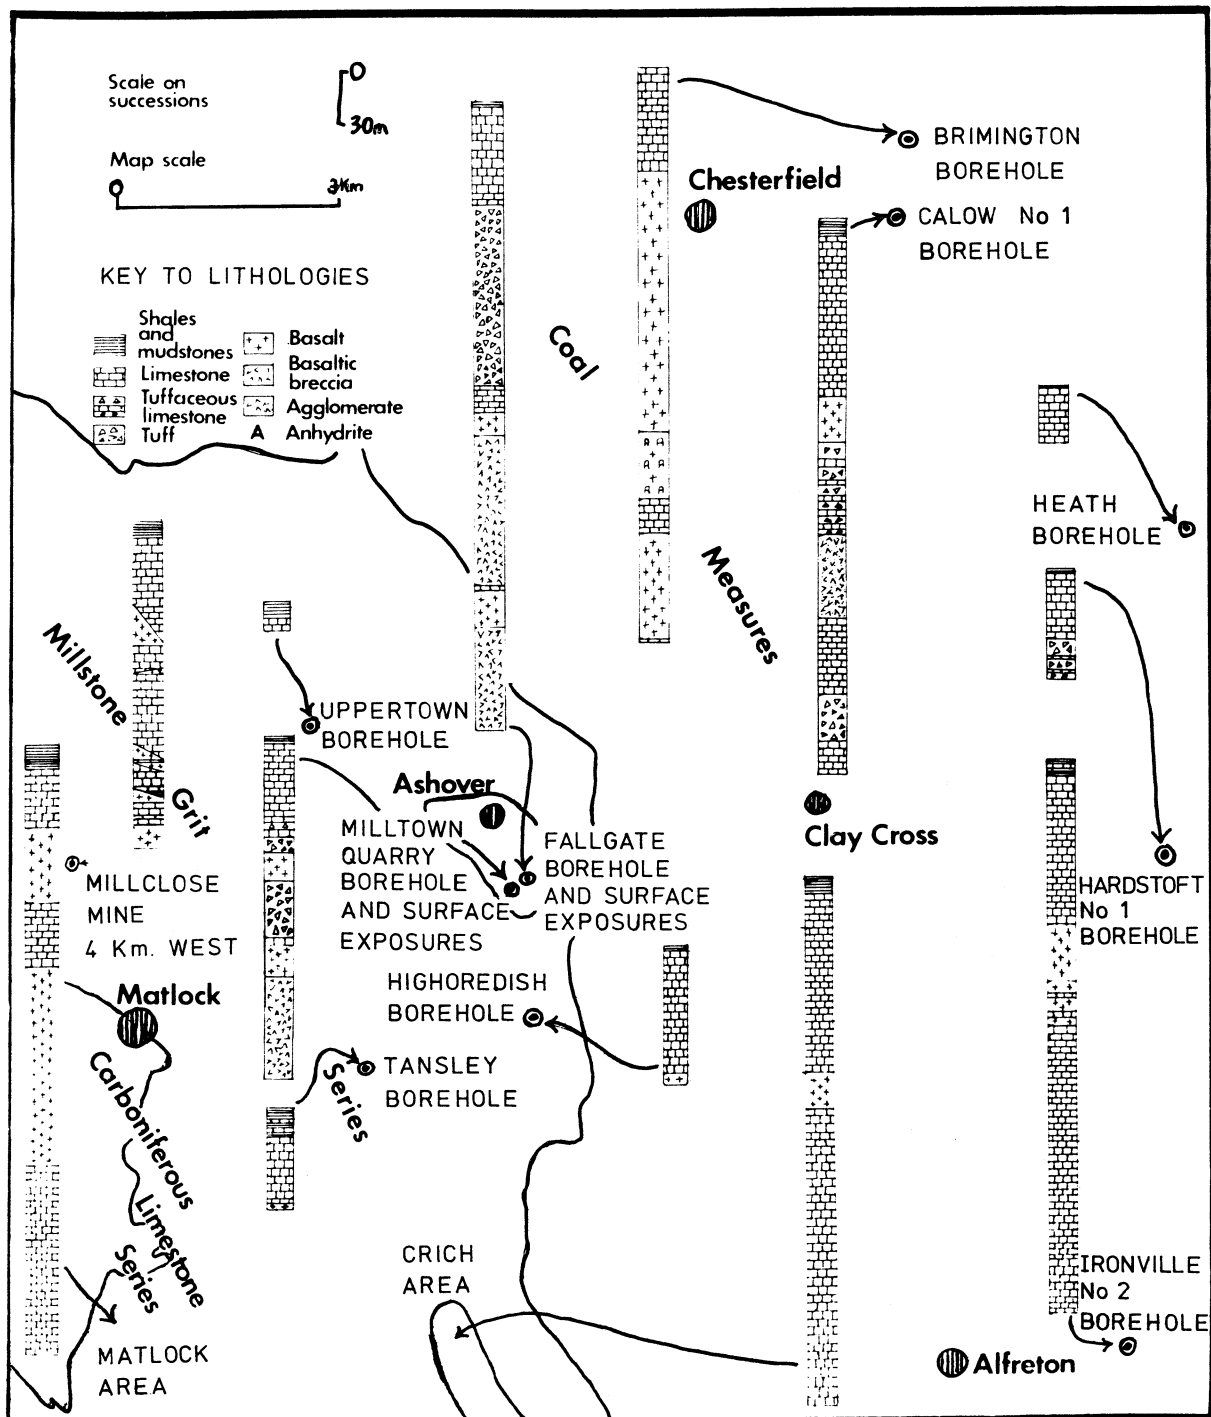 Scale on
successions
0
30m
Map scale
0
3Km
KEY TO LITHOLOGIES
Shales
and
mudstones
Limestone
Tuffaceous
limestone
Tuff
Basalt
Basaltic
breccia
Agglomerate
A Anhydrite
BRIMINGTON
BOREHOLE
Chesterfield
CALOW No 1
BOREHOLE
Coal
Measures
HEATH
BOREHOLE
Millstone
Grit
Series
UPPERTOWN
BOREHOLE
Ashover
MILLTOWN
QUARRY
BOREHOLE
AND SURFACE
EXPOSURES
FALLGATE
BOREHOLE
AND SURFACE
EXPOSURES
Clay Cross
HARDSTOFT
No 1
BOREHOLE
MILLCLOSE
MINE
4 Km. WEST
Matlock
HIGHOREDISH
BOREHOLE
TANSLEY
BOREHOLE
Carboniferous
Limestone
Series
CRICH
AREA
IRONVILLE
No 2
BOREHOLE
MATLOCK
AREA
Alfreton